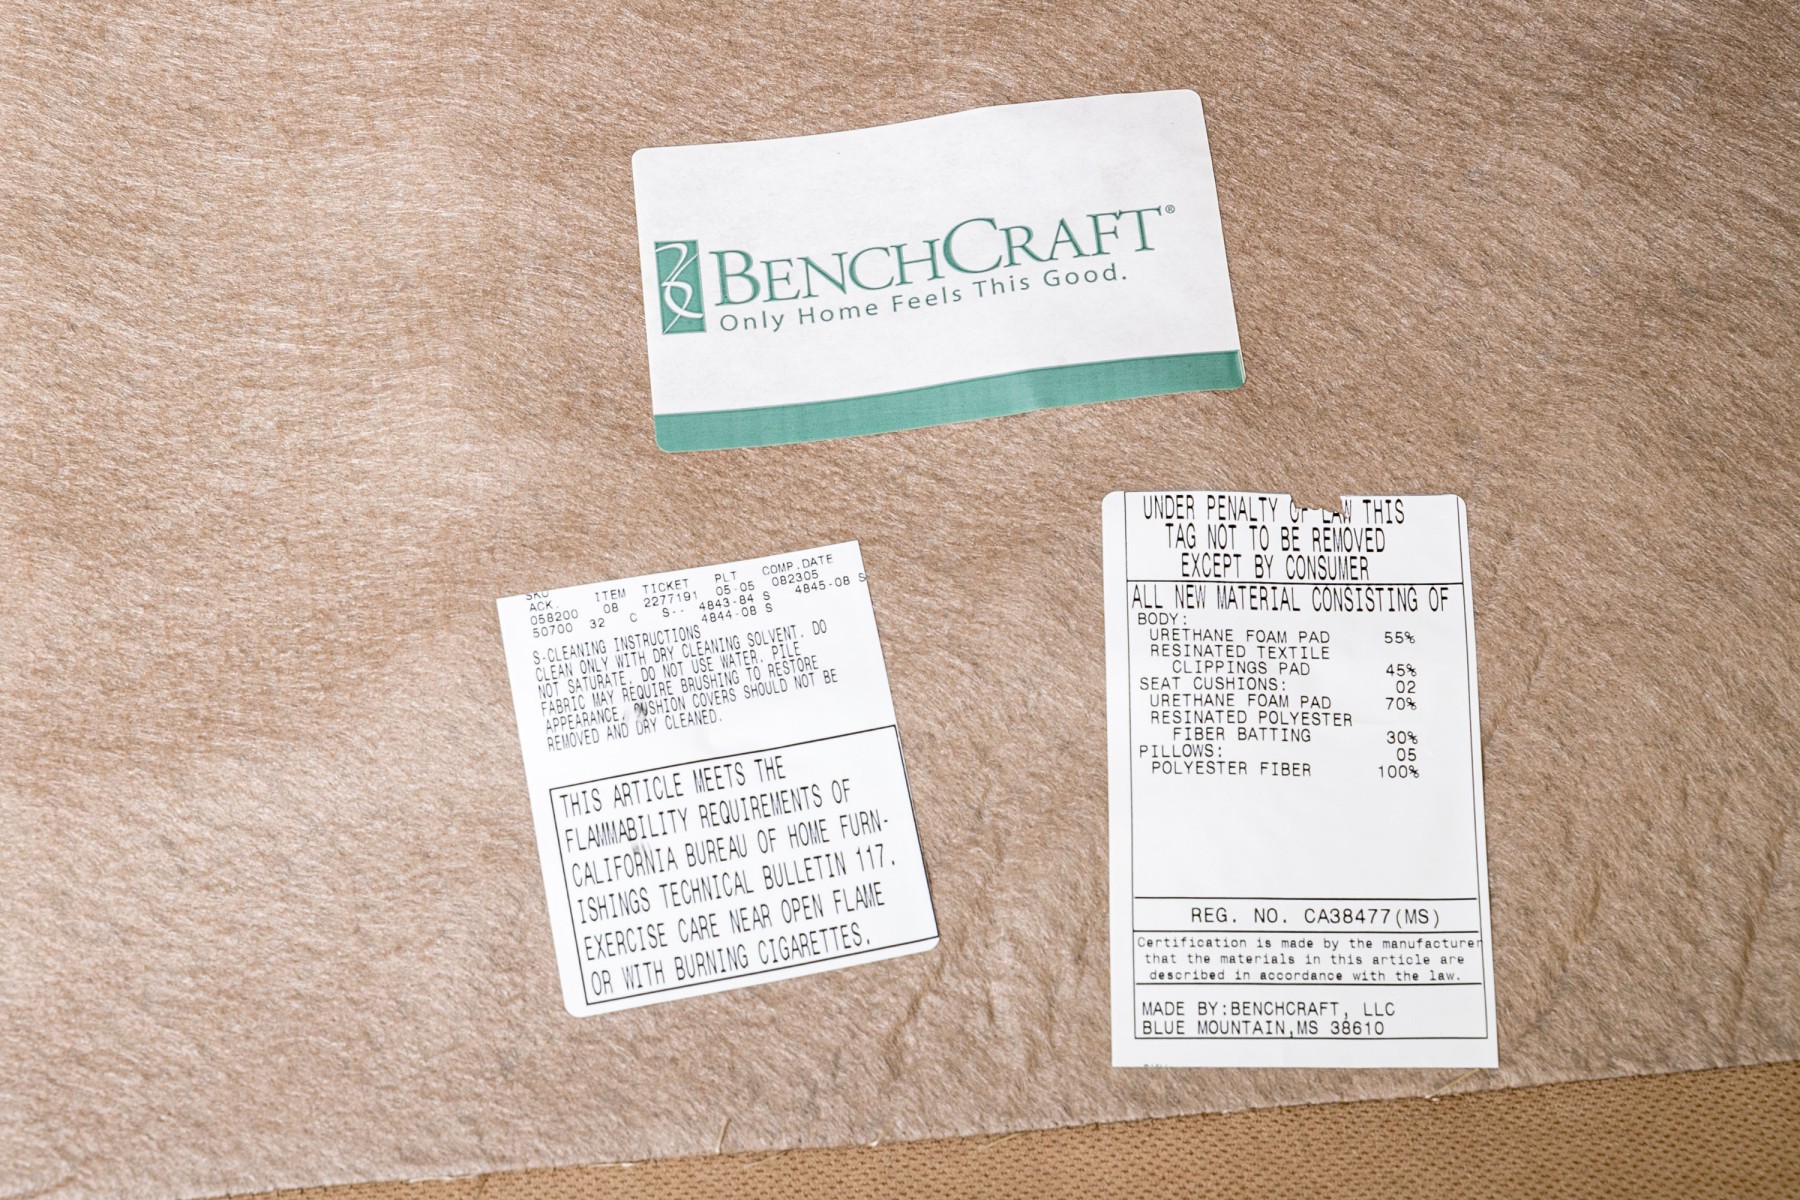 BENCHCRAFT®
Only Home Feels This Good.
SKU ITEM TICKET PLT COMP.DATE
ACK. 08 2277191 05-05 082305
058200 4843-84 S 4845-08 S
50700 32 C S-- 4844-08 S
S-CLEANING INSTRUCTIONS
CLEAN ONLY WITH DRY CLEANING SOLVENT. DO
NOT SATURATE. DO NOT USE WATER. PILE
FABRIC MAY REQUIRE BRUSHING TO RESTORE
APPEARANCE. CUSHION COVERS SHOULD NOT BE
REMOVED AND DRY CLEANED.
THIS ARTICLE MEETS THE
FLAMMABILITY REQUIREMENTS OF
CALIFORNIA BUREAU OF HOME FURN-
ISHINGS TECHNICAL BULLETIN 117.
EXERCISE CARE NEAR OPEN FLAME
OR WITH BURNING CIGARETTES.
UNDER PENALTY OF LAW THIS
TAG NOT TO BE REMOVED
EXCEPT BY CONSUMER
ALL NEW MATERIAL CONSISTING OF
BODY:
URETHANE FOAM PAD 55%
RESINATED TEXTILE
CLIPPINGS PAD 45%
SEAT CUSHIONS: 02
URETHANE FOAM PAD 70%
RESINATED POLYESTER
FIBER BATTING 30%
PILLOWS: 05
POLYESTER FIBER 100%
REG. NO. CA38477(MS)
Certification is made by the manufacturer
that the materials in this article are
described in accordance with the law.
MADE BY:BENCHCRAFT, LLC
BLUE MOUNTAIN,MS 38610